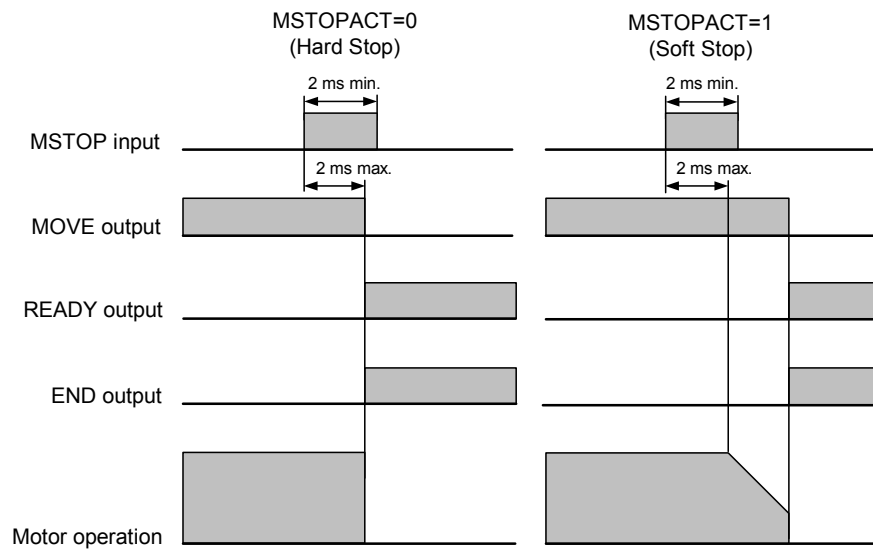 MSTOPACT=0
(Hard Stop)
MSTOPACT=1
(Soft Stop)
2 ms min.
2 ms min.
MSTOP input
2 ms max.
2 ms max.
MOVE output
READY output
END output
Motor operation